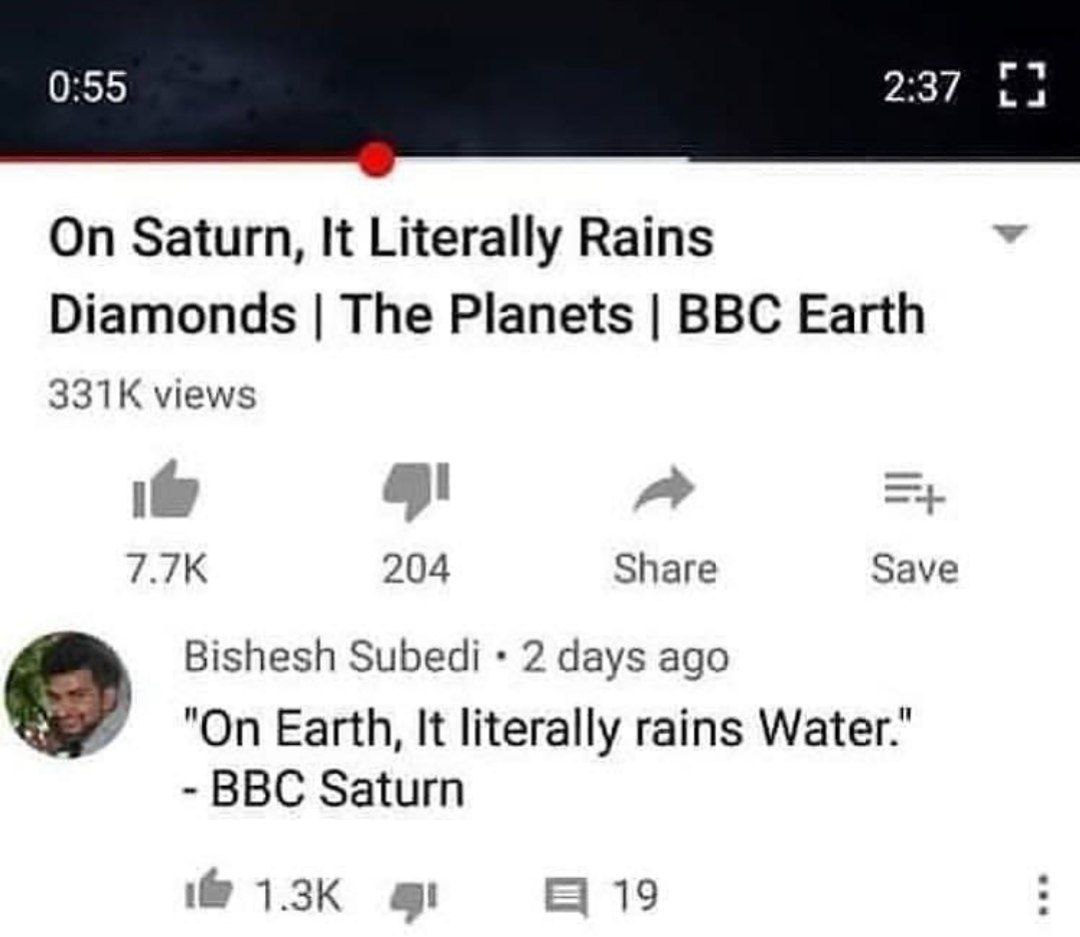 0:55 2:37
On Saturn, It Literally Rains
Diamonds | The Planets | BBC Earth
331K views
7.7K 204 Share Save
Bishesh Subedi • 2 days ago
"On Earth, It literally rains Water."
- BBC Saturn
1.3K 19